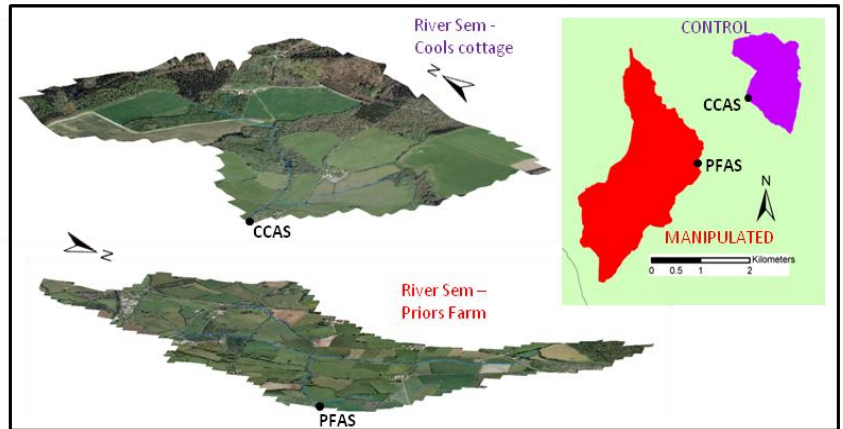 River Sem -
Cools cottage
N
CCAS
N
River Sem –
Priors Farm
PFAS
CONTROL
CCAS
PFAS
N
MANIPULATED
Kilometers
0 0.5 1 2